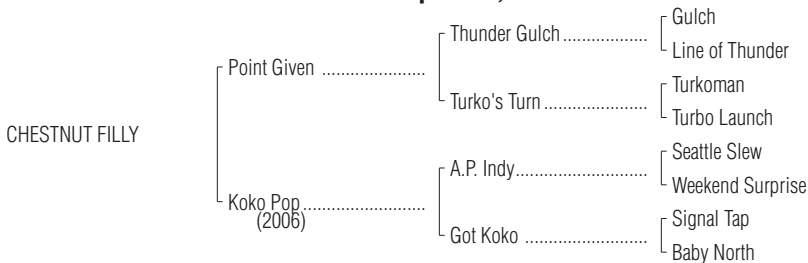 Gulch
Thunder Gulch ...................
Line of Thunder
Point Given .......................
Turkoman
Turko's Turn .......................
Turbo Launch
CHESTNUT FILLY
Seattle Slew
A.P. Indy .............................
Weekend Surprise
Koko Pop ...........................
(2006)
Signal Tap
Got Koko ...........................
Baby North